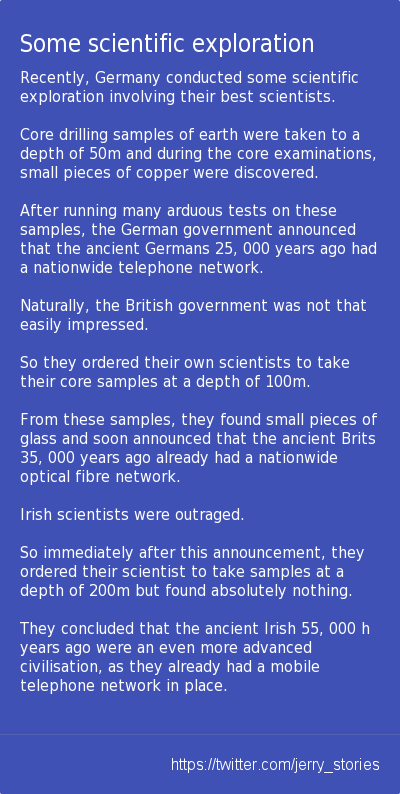 Some scientific exploration
Recently, Germany conducted some scientific
exploration involving their best scientists.
Core drilling samples of earth were taken to a
depth of 50m and during the core examinations,
small pieces of copper were discovered.
After running many arduous tests on these
samples, the German government announced
that the ancient Germans 25, 000 years ago had
a nationwide telephone network.
Naturally, the British government was not that
easily impressed.
So they ordered their own scientists to take
their core samples at a depth of 100m.
From these samples, they found small pieces of
glass and soon announced that the ancient Brits
35, 000 years ago already had a nationwide
optical fibre network.
Irish scientists were outraged.
So immediately after this announcement, they
ordered their scientist to take samples at a
depth of 200m but found absolutely nothing.
They concluded that the ancient Irish 55, 000 h
years ago were an even more advanced
civilisation, as they already had a mobile
telephone network in place.
https://twitter.com/jerry_stories